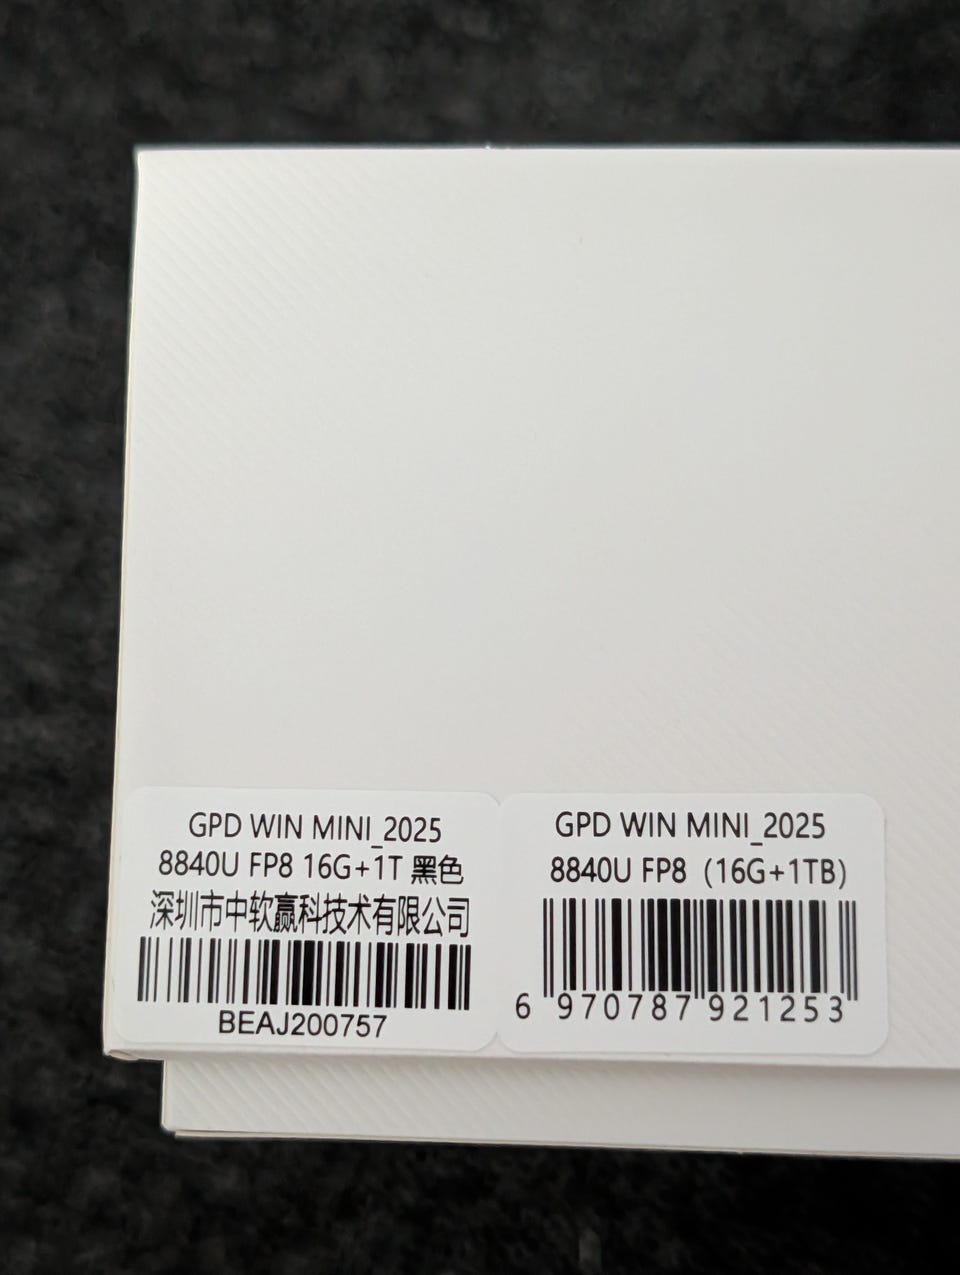 GPD WIN MINI_2025
8840U FP8 16G+1T 黑色
深圳市中软赢科技术有限公司
BEAJ200757
GPD WIN MINI_2025
8840U FP8（16G+1TB）
6 970787 921253